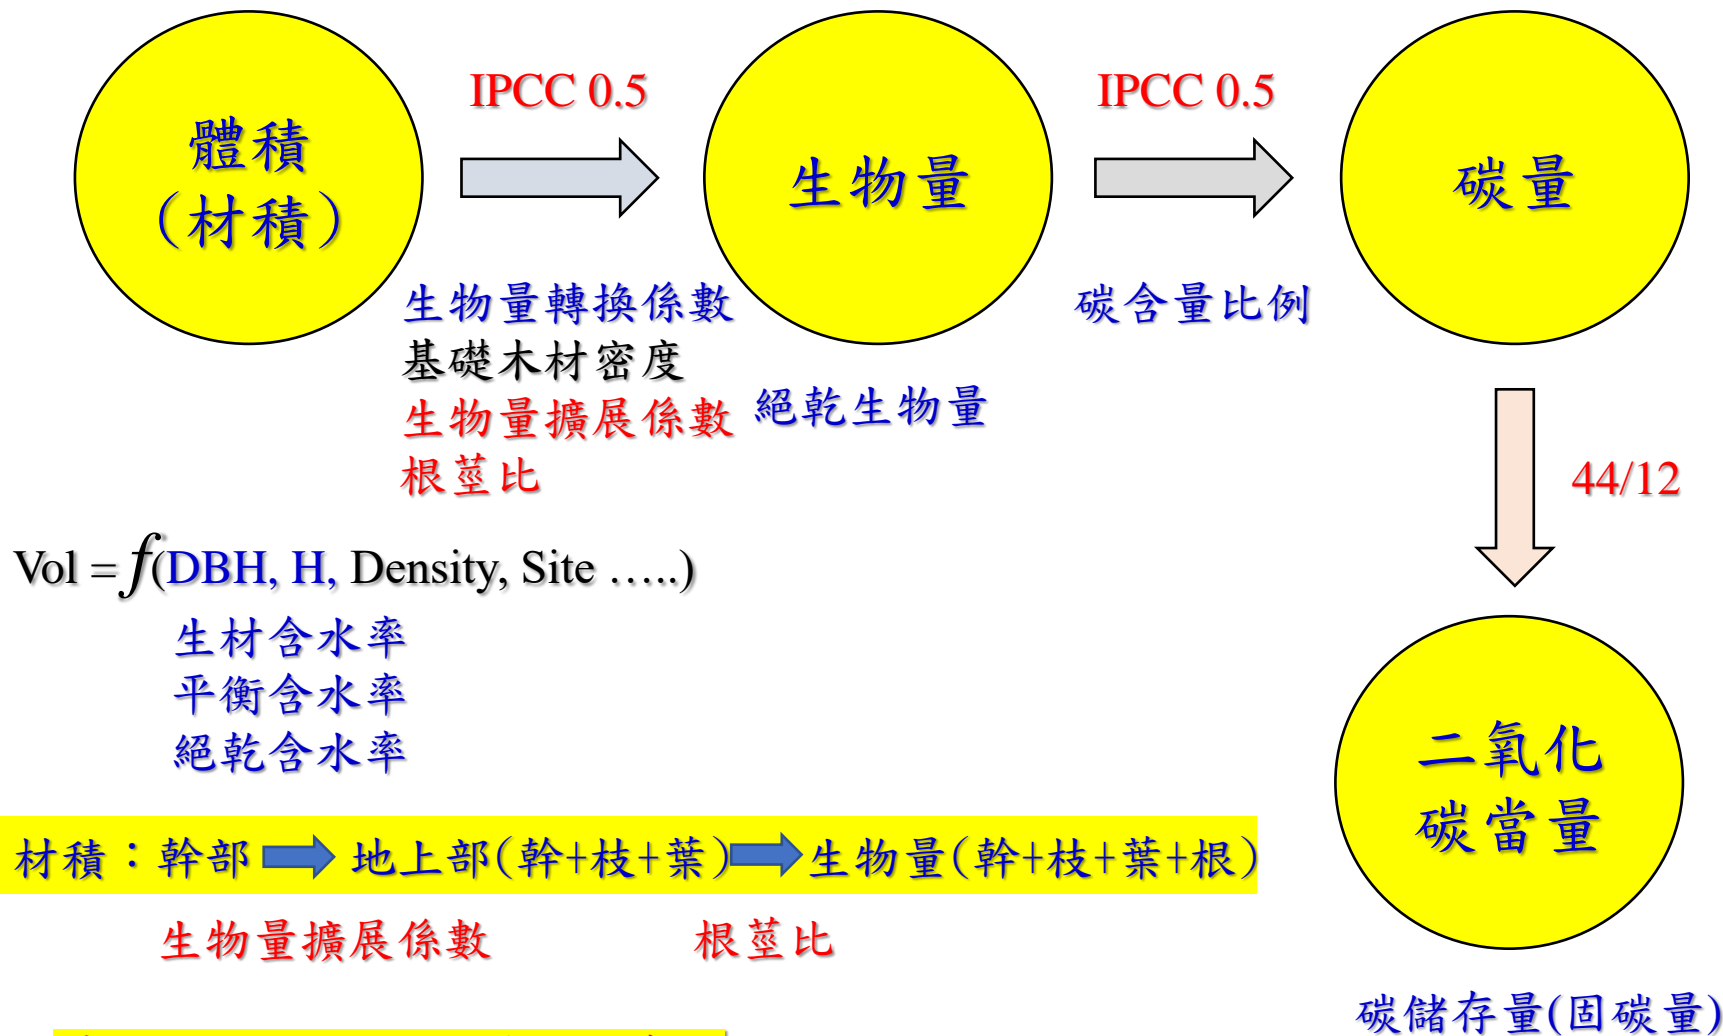 IPCC 0.5
IPCC 0.5
體積
（材積）
生物量
碳量
生物量轉換係數
基礎木材密度
生物量擴展係數
根莖比
絕乾生物量
碳含量比例
44/12
Vol = f(DBH, H, Density, Site …..)
生材含水率
平衡含水率
絕乾含水率
二氧化
碳當量
材積：幹部
地上部(幹+枝+葉)
生物量(幹+枝+葉+根)
生物量擴展係數
根莖比
碳儲存量(固碳量)